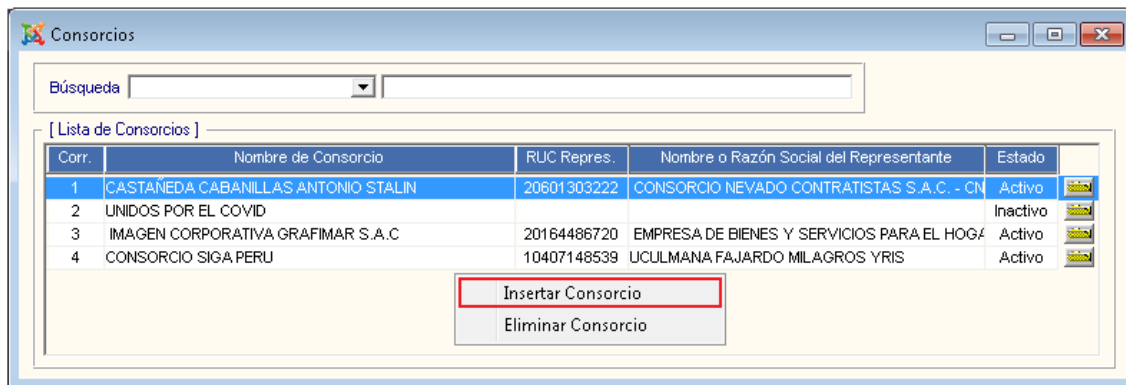 Consorcios
Búsqueda
[ Lista de Consorcios ]
Corr. Nombre de Consorcio RUC Repres. Nombre o Razón Social del Representante Estado
1 CASTAÑEDA CABANILLAS ANTONIO STALIN 20601303222 CONSORCIO NEVADO CONTRATISTAS S.A.C. - CN Activo
2 UNIDOS POR EL COVID Inactivo
3 IMAGEN CORPORATIVA GRAFIMAR S.A.C 20164486720 EMPRESA DE BIENES Y SERVICIOS PARA EL HOGA Activo
4 CONSORCIO SIGA PERU 10407148539 UCULMANA FAJARDO MILAGROS YRIS Activo
Insertar Consorcio
Eliminar Consorcio